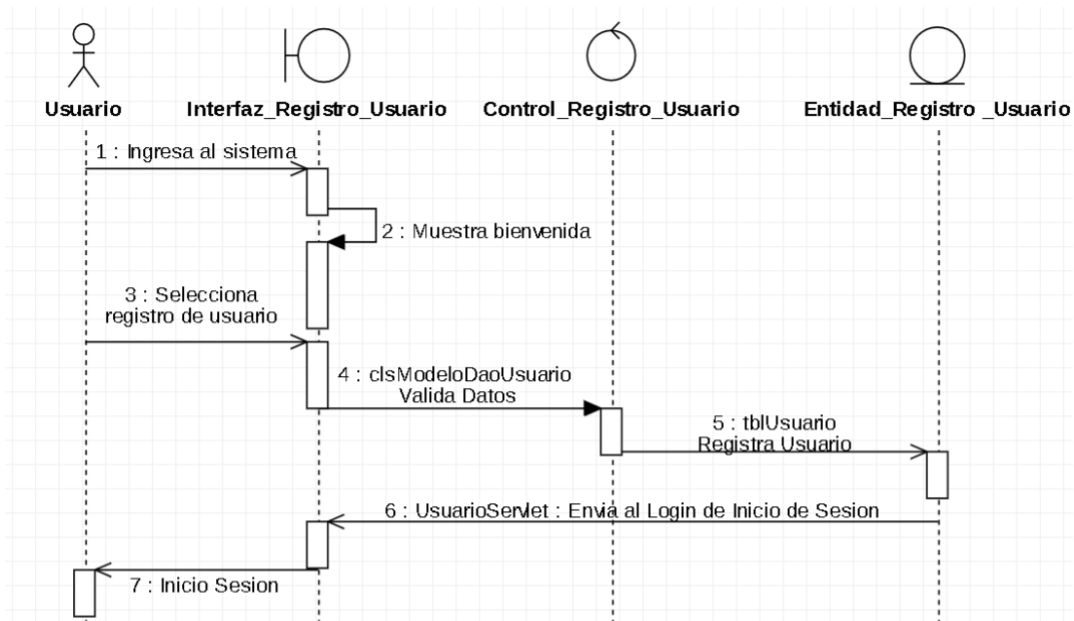 Usuario
Interfaz_Registro_Usuario
Control_Registro_Usuario
Entidad_Registro _Usuario
1 : Ingresa al sistema
2 : Muestra bienvenida
3 : Selecciona
registro de usuario
4 : clsModeloDaoUsuario
Valida Datos
5 : tblUsuario
Registra Usuario
6 : UsuarioServlet : Envia al Login de Inicio de Sesion
7 : Inicio Sesion